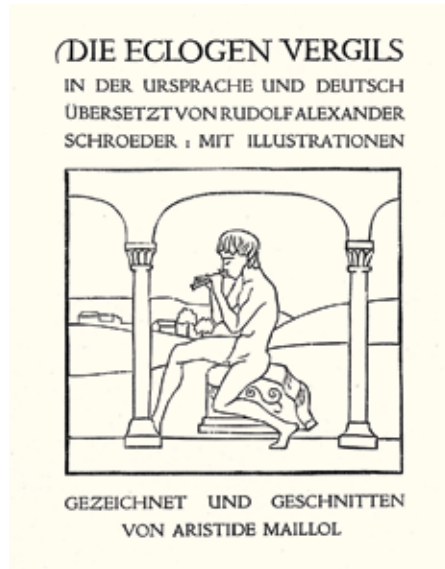 DIE ECLOGEN VERGILS
IN DER URSPRACHE UND DEUTSCH
ÜBERSETZT VON RUDOLF ALEXANDER
SCHROEDER : MIT ILLUSTRATIONEN
GEZEICHNET UND GESCHNITTEN
VON ARISTIDE MAILLOL